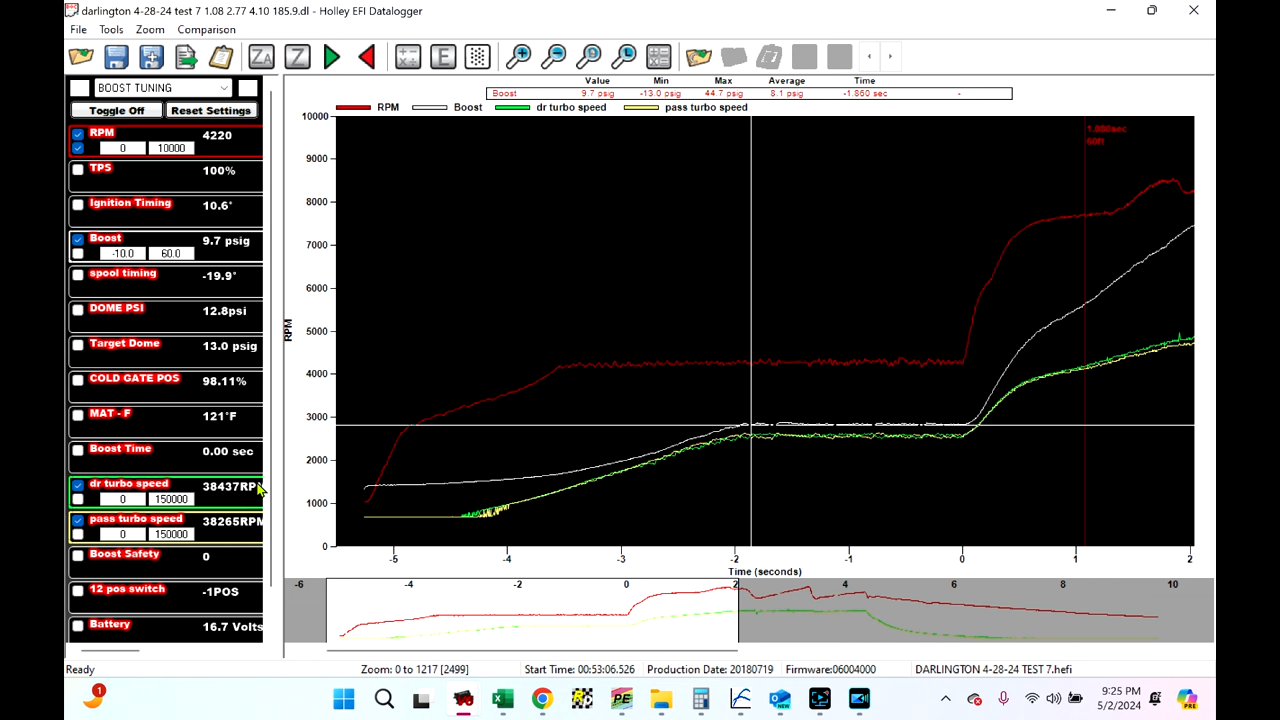 darlington 4-28-24 test 7 1.08 2.77 4.10 185.9.dl - Holley EFI Datalogger
File Tools Zoom Comparison
ZA Z E
BOOST TUNING
Toggle Off Reset Settings
RPM 4220
0 10000
TPS 100%
Ignition Timing 10.6°
Boost 9.7 psig
-10.0 60.0
spool timing -19.9°
DOME PSI 12.8psi
Target Dome 13.0 psig
COLD GATE POS 98.11%
MAT - F 121°F
Boost Time 0.00 sec
dr turbo speed 38437RPM
0 150000
pass turbo speed 38265RPM
0 150000
Boost Safety 0
12 pos switch -1POS
Battery 16.7 Volts
Value Min Max Average Time
Boost 9.7 psig -13.0 psig 44.7 psig 8.1 psig -1.860 sec -
RPM Boost dr turbo speed pass turbo speed
10000
9000
8000
7000
6000
5000
4000
3000
2000
1000
0
RPM
60ft
-5 -4 -3 -2 -1 0 1 2
Time (seconds)
-6 -4 -2 0 2 4 6 8 10
Ready Zoom: 0 to 1217 [2499] Start Time: 00:53:06.526 Production Date: 20180719 Firmware:06004000 DARLINGTON 4-28-24 TEST 7.hefi
1
PE
NEW
9:25 PM
5/2/2024
PRE